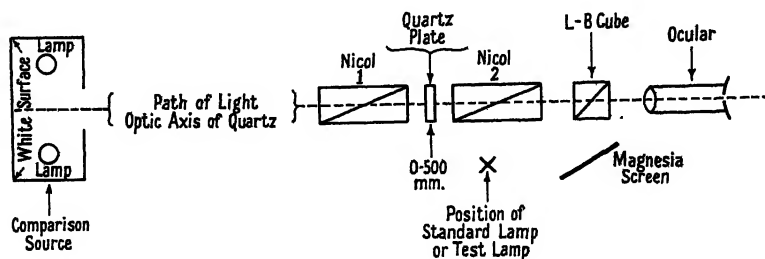 Lamp
White Surface
Lamp
Comparison
Source
Path of Light
Optic Axis of Quartz
Nicol
1
Quartz
Plate
0-500
mm.
Nicol
2
Position of
Standard Lamp
or Test Lamp
L-B Cube
Magnesia
Screen
Ocular